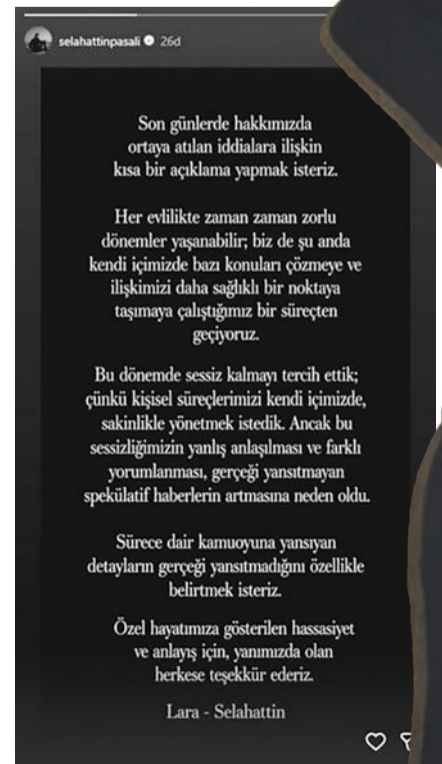 selahattinpasali 26d
Son günlerde hakkımızda
ortaya atılan iddialara ilişkin
kısa bir açıklama yapmak isteriz.
Her evlilikte zaman zaman zorlu
dönemler yaşanabilir; biz de şu anda
kendi içimizde bazı konuları çözmeye ve
ilişkimizi daha sağlıklı bir noktaya
taşımaya çalıştığımız bir süreçten
geçiyoruz.
Bu dönemde sessiz kalmayı tercih ettik;
çünkü kişisel süreçlerimizi kendi içimizde,
sakinlikle yönetmek istedik. Ancak bu
sessizliğimizin yanlış anlaşılması ve farklı
yorumlanması, gerçeği yansıtmayan
spekülatif haberlerin artmasına neden oldu.
Sürece dair kamuoyuna yansıyan
detayların gerçeği yansıtmadığını özellikle
belirtmek isteriz.
Özel hayatımıza gösterilen hassasiyet
ve anlayış için, yanımızda olan
herkese teşekkür ederiz.
Lara - Selahattin